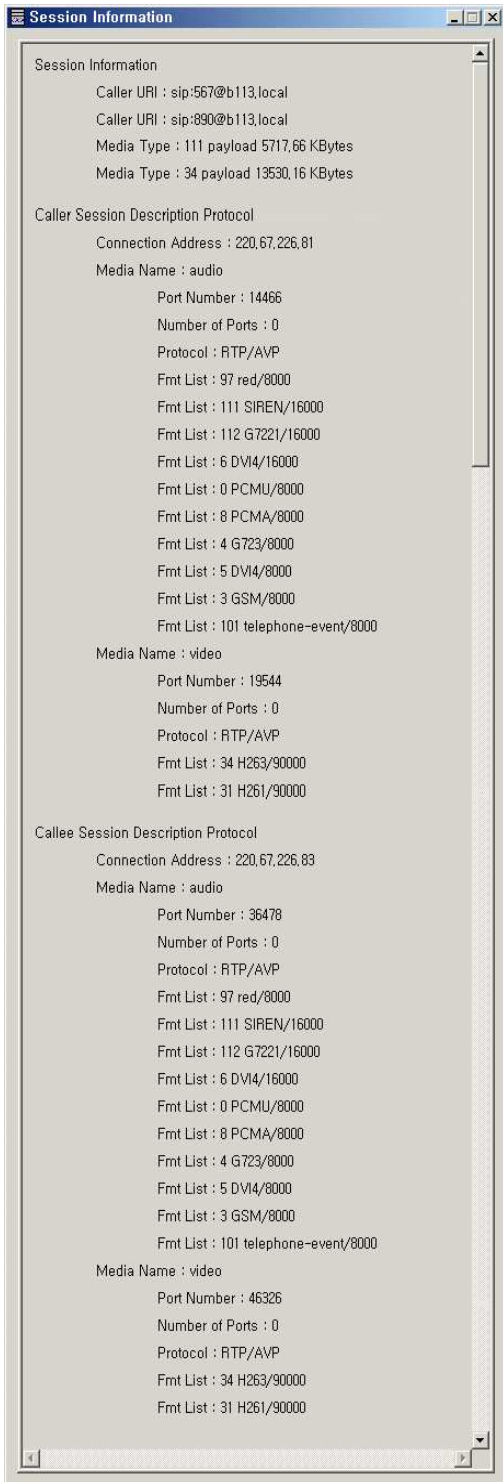 Session Information
Session Information
Caller URI : sip:567@b113,local
Caller URI : sip:890@b113,local
Media Type : 111 payload 5717,66 KBytes
Media Type : 34 payload 13530,16 KBytes
Caller Session Description Protocol
Connection Address : 220,67,226,81
Media Name : audio
Port Number : 14466
Number of Ports : 0
Protocol : RTP/AVP
Fmt List : 97 red/8000
Fmt List : 111 SIREN/16000
Fmt List : 112 G7221/16000
Fmt List : 6 DVI4/16000
Fmt List : 0 PCMU/8000
Fmt List : 8 PCMA/8000
Fmt List : 4 G723/8000
Fmt List : 5 DVI4/8000
Fmt List : 3 GSM/8000
Fmt List : 101 telephone-event/8000
Media Name : video
Port Number : 19544
Number of Ports : 0
Protocol : RTP/AVP
Fmt List : 34 H263/90000
Fmt List : 31 H261/90000
Callee Session Description Protocol
Connection Address : 220,67,226,83
Media Name : audio
Port Number : 36478
Number of Ports : 0
Protocol : RTP/AVP
Fmt List : 97 red/8000
Fmt List : 111 SIREN/16000
Fmt List : 112 G7221/16000
Fmt List : 6 DVI4/16000
Fmt List : 0 PCMU/8000
Fmt List : 8 PCMA/8000
Fmt List : 4 G723/8000
Fmt List : 5 DVI4/8000
Fmt List : 3 GSM/8000
Fmt List : 101 telephone-event/8000
Media Name : video
Port Number : 46326
Number of Ports : 0
Protocol : RTP/AVP
Fmt List : 34 H263/90000
Fmt List : 31 H261/90000